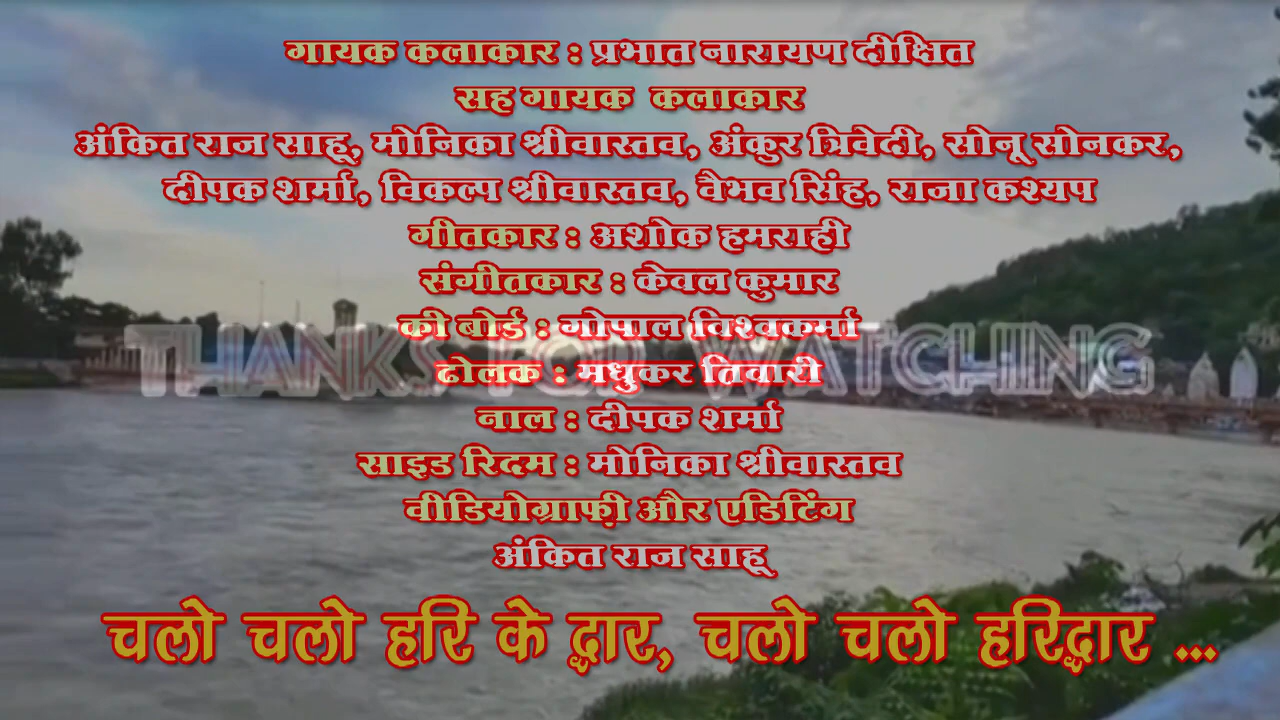 गायक कलाकार : प्रभात नारायण दीक्षित
सह गायक कलाकार
अंकित राज साहू, मोनिका श्रीवास्तव, अंकुर त्रिवेदी, सोनू सोनकर,
दीपक शर्मा, विकल्प श्रीवास्तव, वैभव सिंह, राजा कश्यप
गीतकार : अशोक हमराही
संगीतकार : केवल कुमार
की बोर्ड : गोपाल विश्वकर्मा
THANKS FOR WATCHING
ढोलक : मधुकर तिवारी
नाल : दीपक शर्मा
साइड रिदम : मोनिका श्रीवास्तव
वीडियोग्राफ़ी और एडिटिंग
अंकित राज साहू
चलो चलो हरि के द्वार, चलो चलो हरिद्वार ...